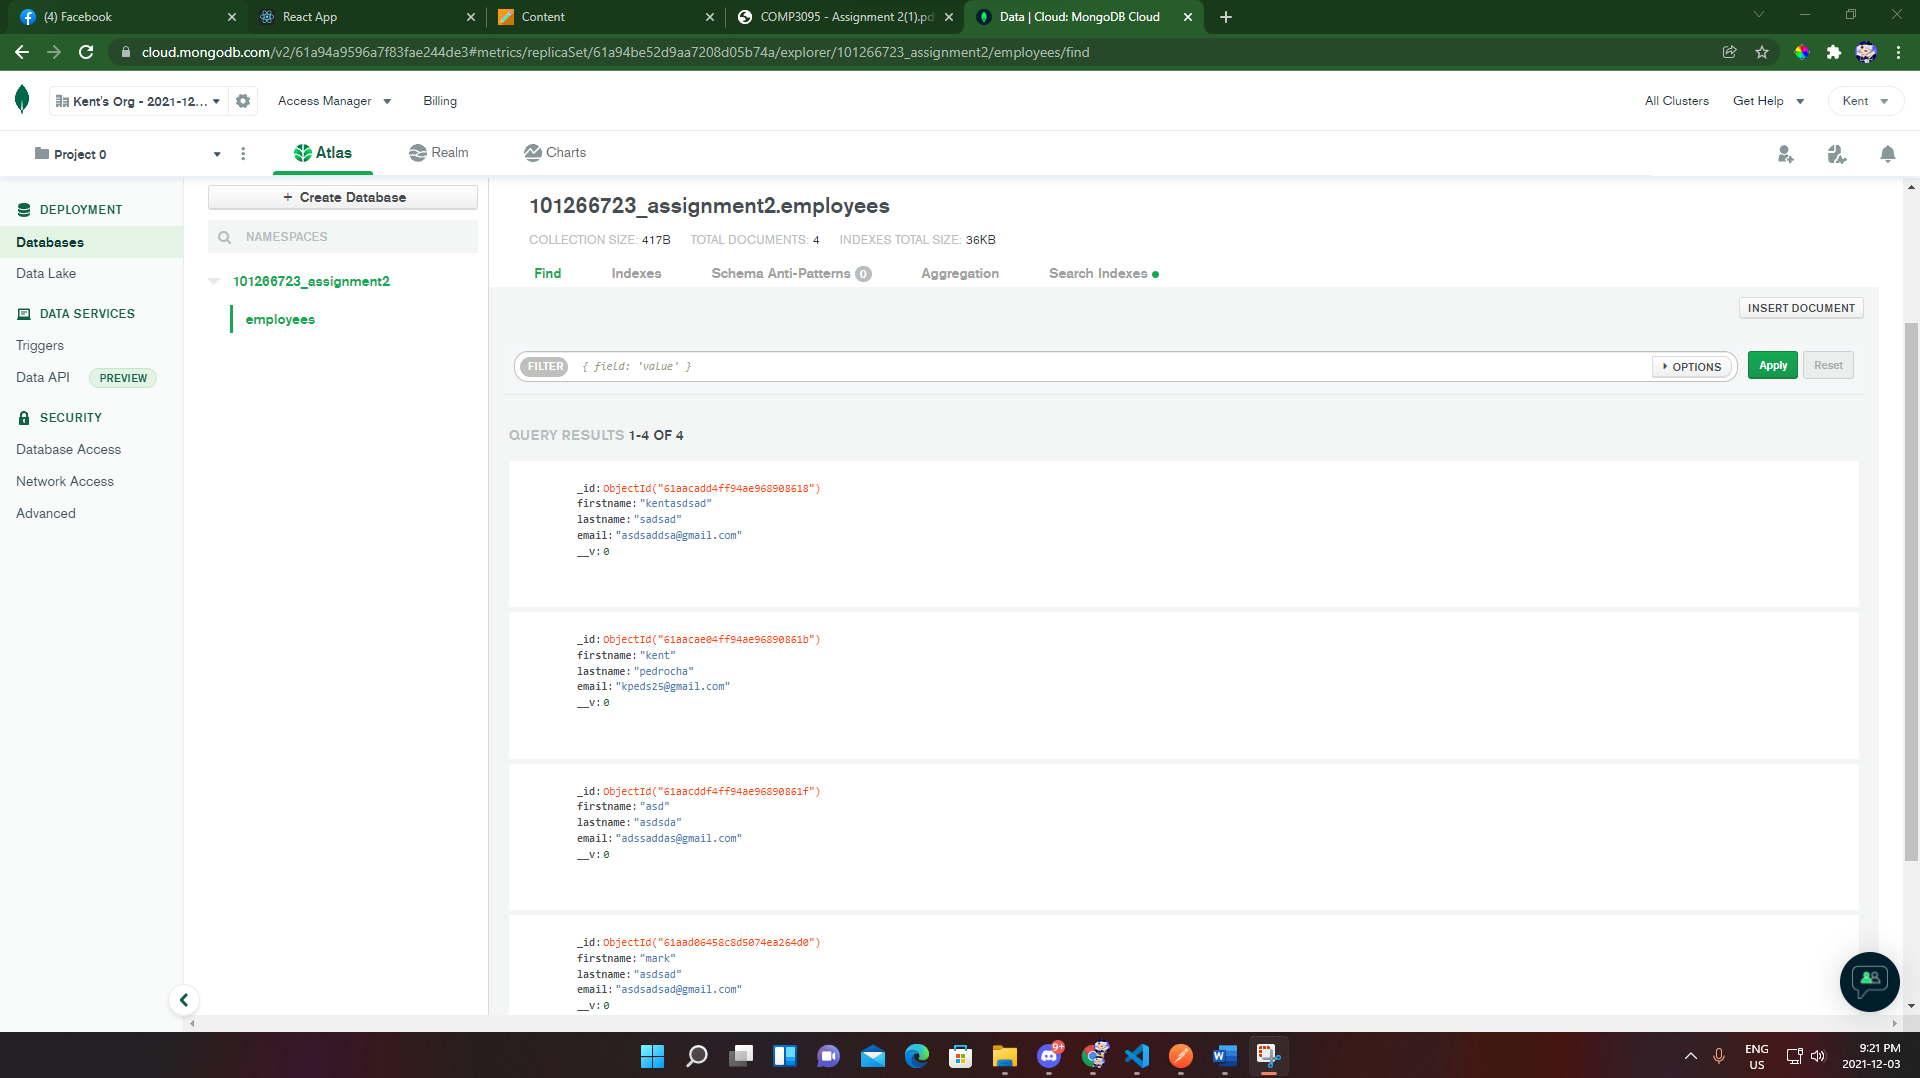 (4) Facebook
React App
Content
COMP3095 - Assignment 2(1).pd
Data | Cloud: MongoDB Cloud
cloud.mongodb.com/v2/61a94a9596a7f83fae244de3#metrics/replicaSet/61a94be52d9aa7208d05b74a/explorer/101266723_assignment2/employees/find
Kent's Org - 2021-12...
Access Manager
Billing
All Clusters
Get Help
Kent
Project 0
Atlas
Realm
Charts
DEPLOYMENT
Databases
Data Lake
DATA SERVICES
Triggers
Data API PREVIEW
SECURITY
Database Access
Network Access
Advanced
+ Create Database
NAMESPACES
101266723_assignment2
employees
101266723_assignment2.employees
COLLECTION SIZE: 417B TOTAL DOCUMENTS: 4 INDEXES TOTAL SIZE: 36KB
Find Indexes Schema Anti-Patterns 0 Aggregation Search Indexes
INSERT DOCUMENT
FILTER { field: 'value' } OPTIONS Apply Reset
QUERY RESULTS 1-4 OF 4
_id: ObjectId("61aacadd4ff94ae968908618")
firstname: "kentasdsad"
lastname: "sadsad"
email: "asdsaddsa@gmail.com"
__v: 0
_id: ObjectId("61aacae04ff94ae96890861b")
firstname: "kent"
lastname: "pedrocha"
email: "kpeds25@gmail.com"
__v: 0
_id: ObjectId("61aacddf4ff94ae96890861f")
firstname: "asd"
lastname: "asdsda"
email: "adssaddas@gmail.com"
__v: 0
_id: ObjectId("61aad06458c8d5074ea264d0")
firstname: "mark"
lastname: "asdsad"
email: "asdsadsad@gmail.com"
__v: 0
9+
ENG
US
9:21 PM
2021-12-03